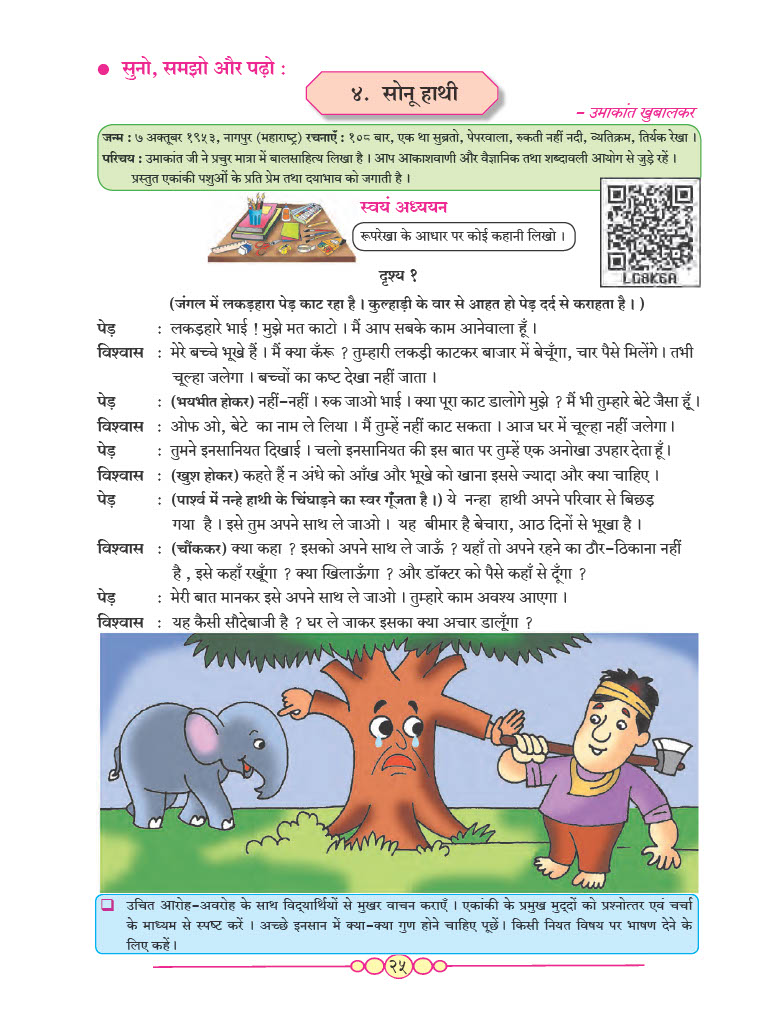 ● सुनो, समझो और पढ़ो :
४. सोनू हाथी
– उमाकांत खुबालकर
जन्म : ७ अक्तूबर १९५३, नागपुर (महाराष्ट्र) रचनाएँ : १०८ बार, एक था सुब्रतो, पेपरवाला, रुकती नहीं नदी, व्यतिक्रम, तिर्यक रेखा ।
परिचय : उमाकांत जी ने प्रचुर मात्रा में बालसाहित्य लिखा है । आप आकाशवाणी और वैज्ञानिक तथा शब्दावली आयोग से जुड़े रहें ।
प्रस्तुत एकांकी पशुओं के प्रति प्रेम तथा दयाभाव को जगाती है ।
स्वयं अध्ययन
रूपरेखा के आधार पर कोई कहानी लिखो ।
LG8K6A
दृश्य १
(जंगल में लकड़हारा पेड़ काट रहा है । कुल्हाड़ी के वार से आहत हो पेड़ दर्द से कराहता है । )
पेड़ : लकड़हारे भाई ! मुझे मत काटो । मैं आप सबके काम आनेवाला हूँ ।
विश्वास : मेरे बच्चे भूखे हैं । मैं क्या कँरू ? तुम्हारी लकड़ी काटकर बाजार में बेचूँगा, चार पैसे मिलेंगे । तभी
चूल्हा जलेगा । बच्चों का कष्ट देखा नहीं जाता ।
पेड़ : (भयभीत होकर) नहीं-नहीं । रुक जाओ भाई । क्या पूरा काट डालोगे मुझे ? मैं भी तुम्हारे बेटे जैसा हूँ ।
विश्वास : ओफ ओ, बेटे का नाम ले लिया । मैं तुम्हें नहीं काट सकता । आज घर में चूल्हा नहीं जलेगा ।
पेड़ : तुमने इनसानियत दिखाई । चलो इनसानियत की इस बात पर तुम्हें एक अनोखा उपहार देता हूँ ।
विश्वास : (खुश होकर) कहते हैं न अंधे को आँख और भूखे को खाना इससे ज्यादा और क्या चाहिए ।
पेड़ : (पार्श्व में नन्हे हाथी के चिंघाड़ने का स्वर गूँजता है ।) ये नन्हा हाथी अपने परिवार से बिछड़
गया है । इसे तुम अपने साथ ले जाओ । यह बीमार है बेचारा, आठ दिनों से भूखा है ।
विश्वास : (चौंककर) क्या कहा ? इसको अपने साथ ले जाऊँ ? यहाँ तो अपने रहने का ठौर-ठिकाना नहीं
है , इसे कहाँ रखूँगा ? क्या खिलाऊँगा ? और डॉक्टर को पैसे कहाँ से दूँगा ?
पेड़ : मेरी बात मानकर इसे अपने साथ ले जाओ । तुम्हारे काम अवश्य आएगा ।
विश्वास : यह कैसी सौदेबाजी है ? घर ले जाकर इसका क्या अचार डालूँगा ?
❑ उचित आरोह-अवरोह के साथ विद्यार्थियों से मुखर वाचन कराएँ । एकांकी के प्रमुख मुद्दों को प्रश्नोत्तर एवं चर्चा
के माध्यम से स्पष्ट करें । अच्छे इनसान में क्या-क्या गुण होने चाहिए पूछें। किसी नियत विषय पर भाषण देने के
लिए कहें।
२५